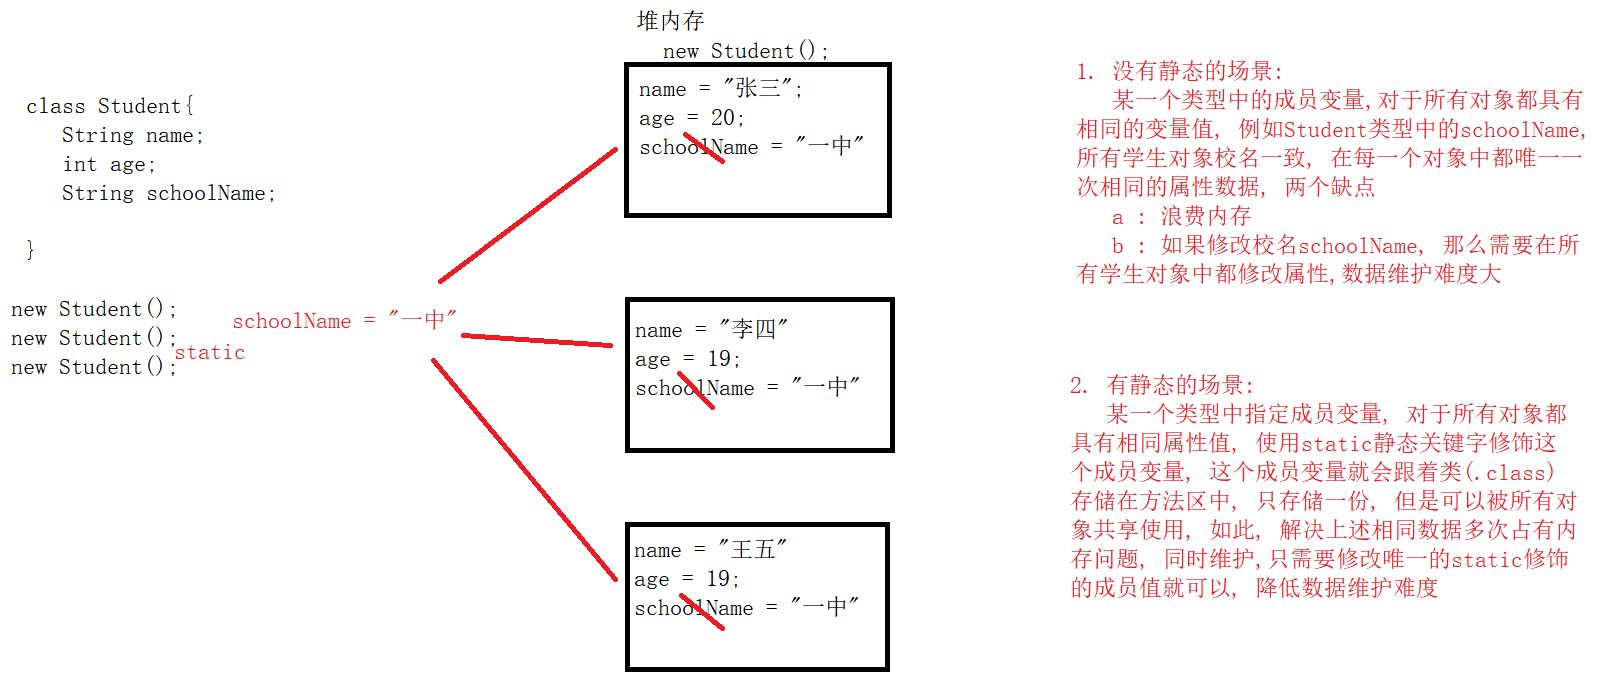 class Student{
String name;
int age;
String schoolName;
}
new Student();
new Student();
new Student();
schoolName = "一中"
static
堆内存
new Student();
name = "张三";
age = 20;
schoolName = "一中"
name = "李四"
age = 19;
schoolName = "一中"
name = "王五"
age = 19;
schoolName = "一中"
1. 没有静态的场景:
某一个类型中的成员变量,对于所有对象都具有
相同的变量值, 例如Student类型中的schoolName,
所有学生对象校名一致, 在每一个对象中都唯一一
次相同的属性数据, 两个缺点
a : 浪费内存
b : 如果修改校名schoolName, 那么需要在所
有学生对象中都修改属性,数据维护难度大
2. 有静态的场景:
某一个类型中指定成员变量, 对于所有对象都
具有相同属性值, 使用static静态关键字修饰这
个成员变量, 这个成员变量就会跟着类(.class)
存储在方法区中, 只存储一份, 但是可以被所有对
象共享使用, 如此, 解决上述相同数据多次占有内
存问题, 同时维护,只需要修改唯一的static修饰
的成员值就可以, 降低数据维护难度